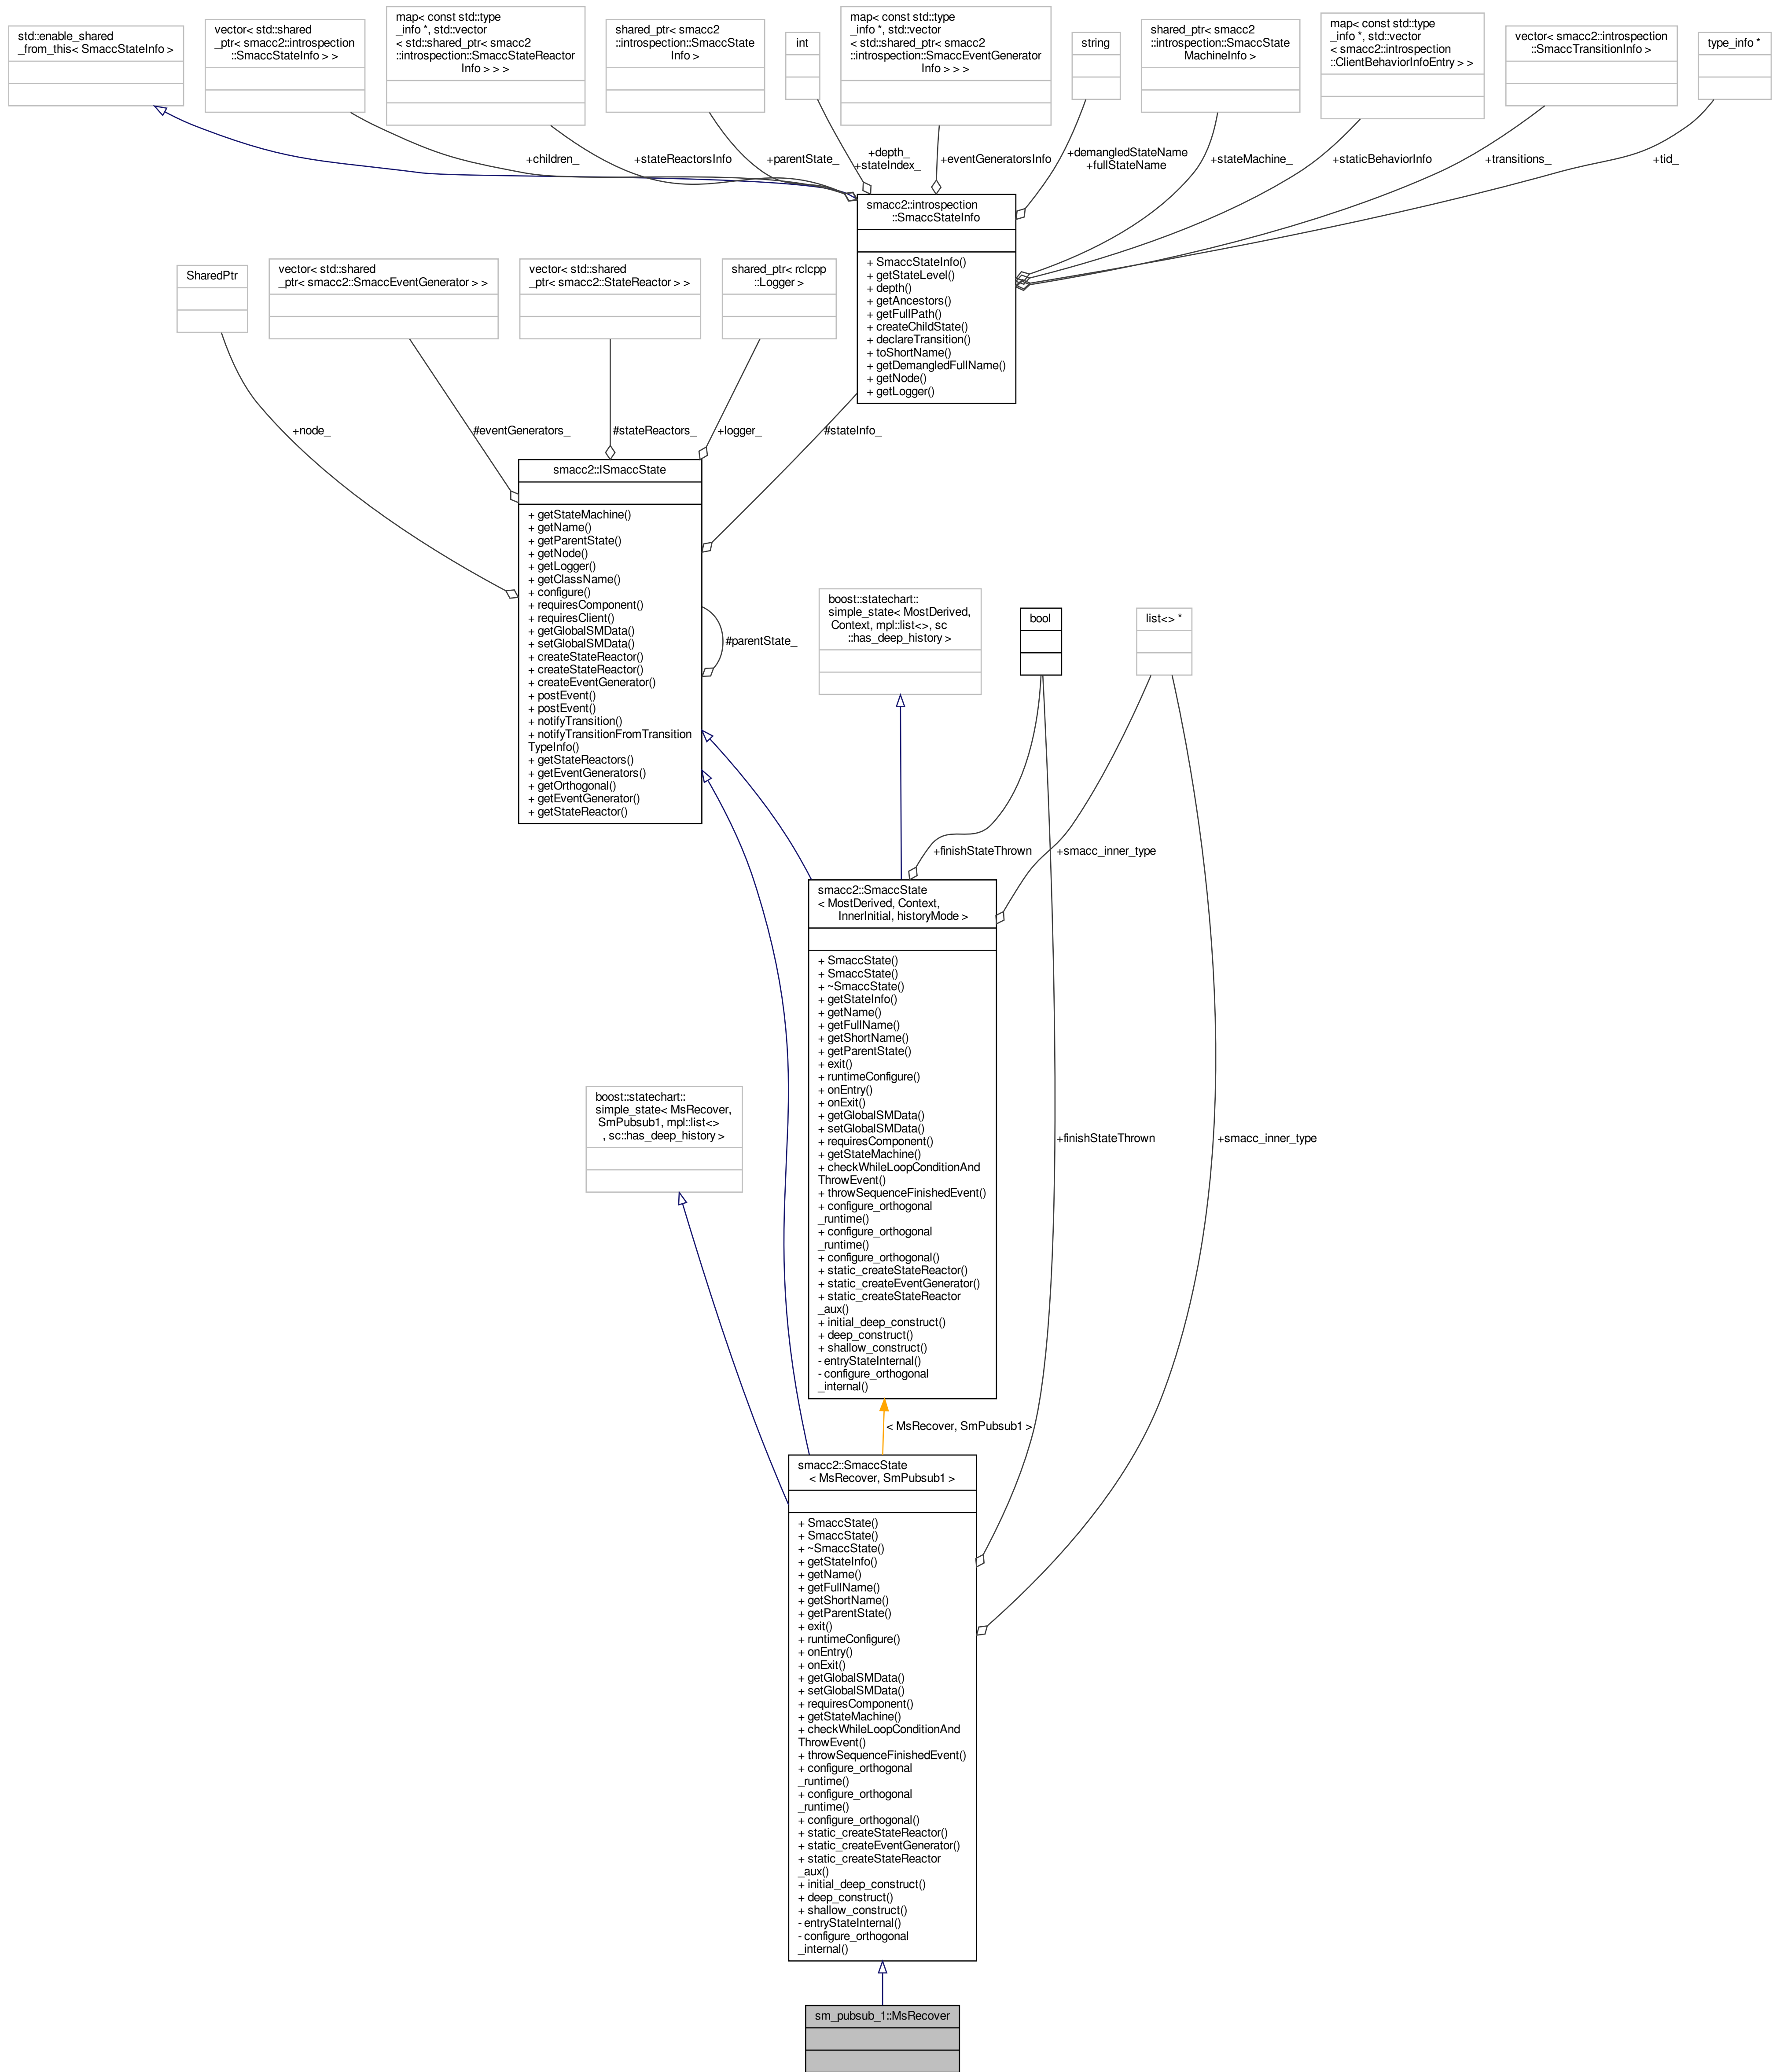 std::enable_shared
_from_this< SmaccStateInfo >
vector< std::shared
_ptr< smacc2::introspection
::SmaccStateInfo > >
map< const std::type
_info *, std::vector
< std::shared_ptr< smacc2
::introspection::SmaccStateReactor
Info > > >
shared_ptr< smacc2
::introspection::SmaccState
Info >
int
map< const std::type
_info *, std::vector
< std::shared_ptr< smacc2
::introspection::SmaccEventGenerator
Info > > >
string
shared_ptr< smacc2
::introspection::SmaccState
MachineInfo >
map< const std::type
_info *, std::vector
< smacc2::introspection
::ClientBehaviorInfoEntry > >
vector< smacc2::introspection
::SmaccTransitionInfo >
type_info *
+children_
+stateReactorsInfo
+parentState_
+depth_
+stateIndex_
+eventGeneratorsInfo
+demangledStateName
+fullStateName
+stateMachine_
+staticBehaviorInfo
+transitions_
+tid_
smacc2::introspection
::SmaccStateInfo
+ SmaccStateInfo()
+ getStateLevel()
+ depth()
+ getAncestors()
+ getFullPath()
+ createChildState()
+ declareTransition()
+ toShortName()
+ getDemangledFullName()
+ getNode()
+ getLogger()
SharedPtr
vector< std::shared
_ptr< smacc2::SmaccEventGenerator > >
vector< std::shared
_ptr< smacc2::StateReactor > >
shared_ptr< rclcpp
::Logger >
+node_
#eventGenerators_
#stateReactors_
+logger_
#stateInfo_
smacc2::ISmaccState
+ getStateMachine()
+ getName()
+ getParentState()
+ getNode()
+ getLogger()
+ getClassName()
+ configure()
+ requiresComponent()
+ requiresClient()
+ getGlobalSMData()
+ setGlobalSMData()
+ createStateReactor()
+ createStateReactor()
+ createEventGenerator()
+ postEvent()
+ postEvent()
+ notifyTransition()
+ notifyTransitionFromTransition
TypeInfo()
+ getStateReactors()
+ getEventGenerators()
+ getOrthogonal()
+ getEventGenerator()
+ getStateReactor()
#parentState_
boost::statechart::
simple_state< MostDerived,
Context, mpl::list<>, sc
::has_deep_history >
bool
list<> *
+finishStateThrown
+smacc_inner_type
smacc2::SmaccState
< MostDerived, Context,
InnerInitial, historyMode >
+ SmaccState()
+ SmaccState()
+ ~SmaccState()
+ getStateInfo()
+ getName()
+ getFullName()
+ getShortName()
+ getParentState()
+ exit()
+ runtimeConfigure()
+ onEntry()
+ onExit()
+ getGlobalSMData()
+ setGlobalSMData()
+ requiresComponent()
+ getStateMachine()
+ checkWhileLoopConditionAnd
ThrowEvent()
+ throwSequenceFinishedEvent()
+ configure_orthogonal
_runtime()
+ configure_orthogonal
_runtime()
+ configure_orthogonal()
+ static_createStateReactor()
+ static_createEventGenerator()
+ static_createStateReactor
_aux()
+ initial_deep_construct()
+ deep_construct()
+ shallow_construct()
- entryStateInternal()
- configure_orthogonal
_internal()
boost::statechart::
simple_state< MsRecover,
SmPubsub1, mpl::list<>
, sc::has_deep_history >
+finishStateThrown
+smacc_inner_type
< MsRecover, SmPubsub1 >
smacc2::SmaccState
< MsRecover, SmPubsub1 >
+ SmaccState()
+ SmaccState()
+ ~SmaccState()
+ getStateInfo()
+ getName()
+ getFullName()
+ getShortName()
+ getParentState()
+ exit()
+ runtimeConfigure()
+ onEntry()
+ onExit()
+ getGlobalSMData()
+ setGlobalSMData()
+ requiresComponent()
+ getStateMachine()
+ checkWhileLoopConditionAnd
ThrowEvent()
+ throwSequenceFinishedEvent()
+ configure_orthogonal
_runtime()
+ configure_orthogonal
_runtime()
+ configure_orthogonal()
+ static_createStateReactor()
+ static_createEventGenerator()
+ static_createStateReactor
_aux()
+ initial_deep_construct()
+ deep_construct()
+ shallow_construct()
- entryStateInternal()
- configure_orthogonal
_internal()
sm_pubsub_1::MsRecover